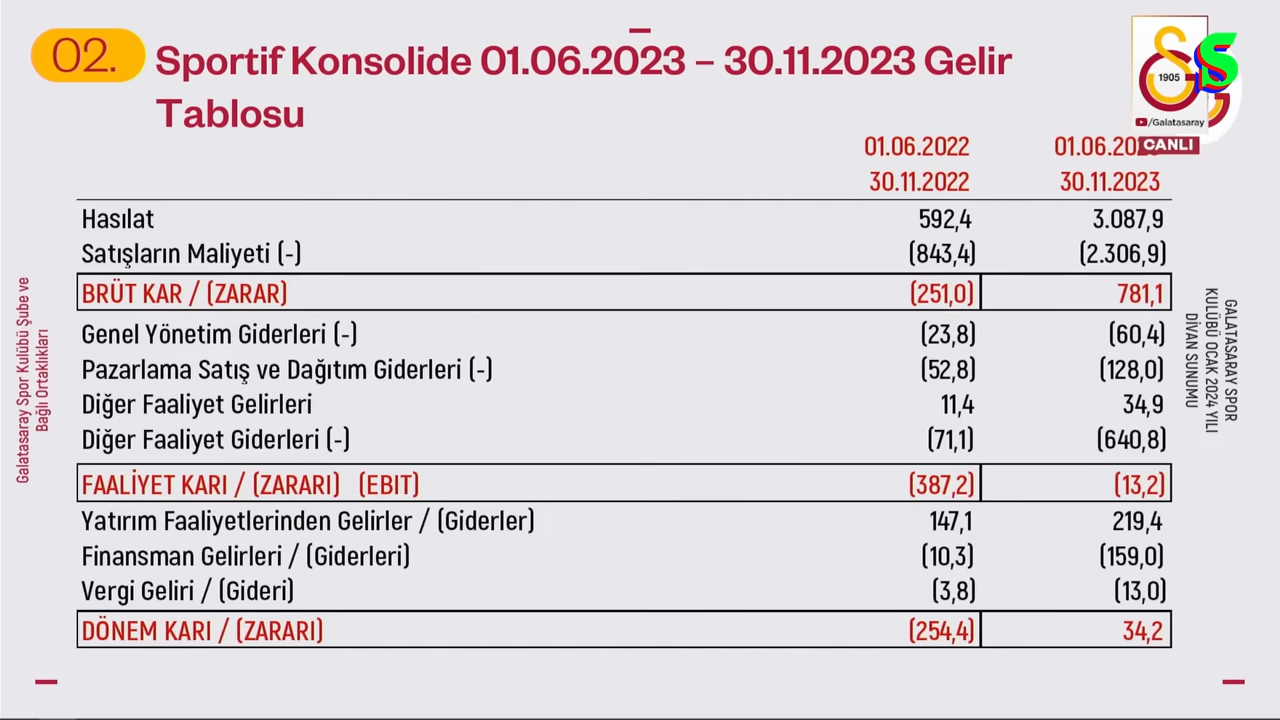 02.
Sportif Konsolide 01.06.2023 – 30.11.2023 Gelir
Tablosu
1905
/Galatasaray
CANLI
01.06.2022
30.11.2022
30.11.2023
Hasılat 592,4 3.087,9
Satışların Maliyeti (-) (843,4) (2.306,9)
BRÜT KAR / (ZARAR) (251,0) 781,1
Genel Yönetim Giderleri (-) (23,8) (60,4)
Pazarlama Satış ve Dağıtım Giderleri (-) (52,8) (128,0)
Diğer Faaliyet Gelirleri 11,4 34,9
Diğer Faaliyet Giderleri (-) (71,1) (640,8)
FAALİYET KARI / (ZARARI) (EBIT) (387,2) (13,2)
Yatırım Faaliyetlerinden Gelirler / (Giderler) 147,1 219,4
Finansman Gelirleri / (Giderleri) (10,3) (159,0)
Vergi Geliri / (Gideri) (3,8) (13,0)
DÖNEM KARI / (ZARARI) (254,4) 34,2
Galatasaray Spor Kulübü Şube ve
Bağlı Ortaklıkları
GALATASARAY SPOR
KULÜBÜ OCAK 2024 YILI
DİVAN SUNUMU